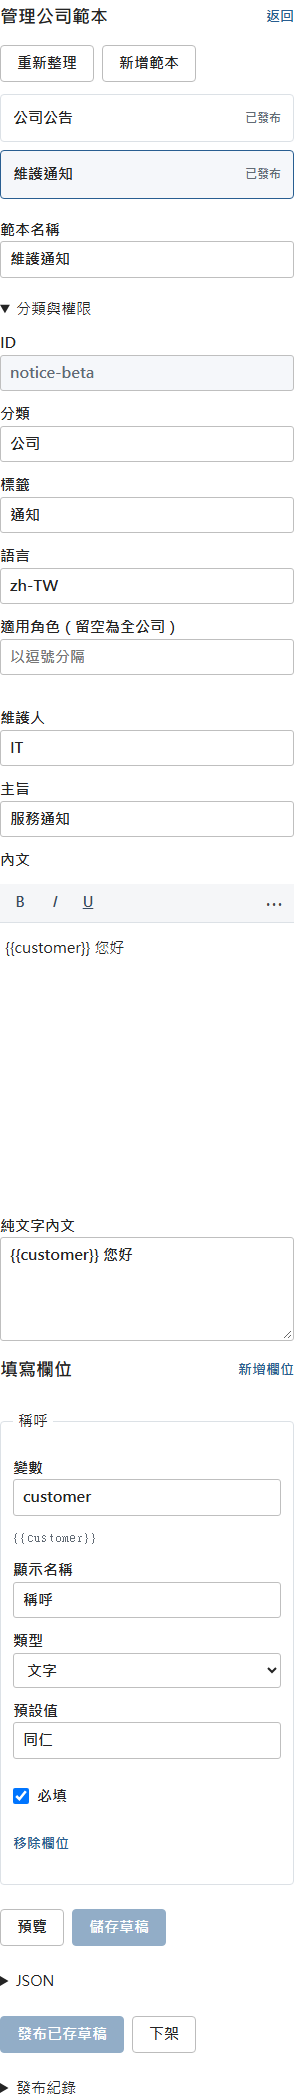 管理公司範本 返回
重新整理 新增範本
公司公告 已發布
維護通知 已發布
範本名稱
維護通知
▼ 分類與權限
ID
notice-beta
分類
公司
標籤
通知
語言
zh-TW
適用角色（留空為全公司）
以逗號分隔
維護人
IT
主旨
服務通知
內文
B I U ...
{{customer}} 您好
純文字內文
{{customer}} 您好
填寫欄位 新增欄位
稱呼
變數
customer
{{customer}}
顯示名稱
稱呼
類型
文字
預設值
同仁
必填
移除欄位
預覽 儲存草稿
▶ JSON
發布已存草稿 下架
▶ 發布紀錄